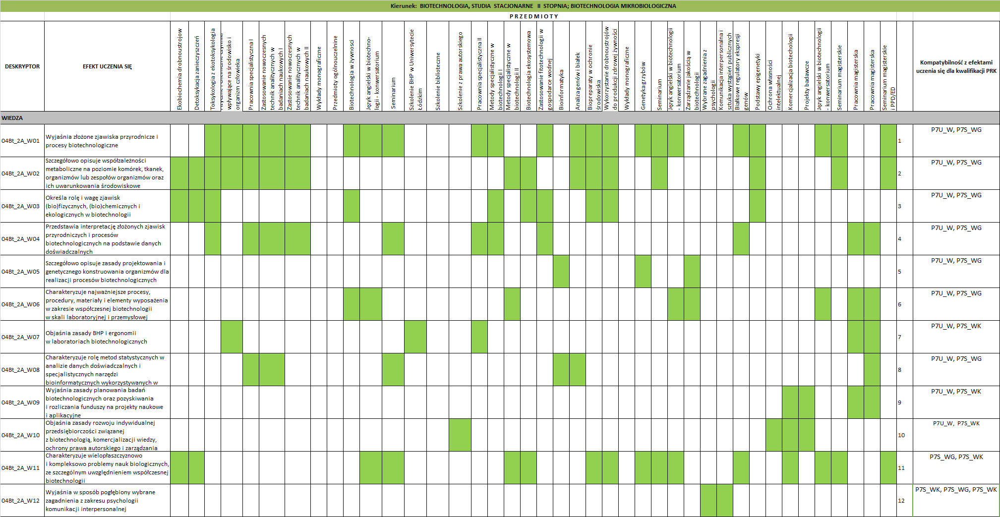 Kierunek: BIOTECHNOLOGIA, STUDIA STACJONARNE II STOPNIA; BIOTECHNOLOGIA MIKROBIOLOGICZNA
PRZEDMIOTY
DESKRYPTOR
EFEKT UCZENIA SIĘ
Ekobiochemia drobnoustrojow
Detoksykacja zanieczyszczeń
Toksykologia z ekotoksykologia
wpływające na środowisko i
organizm człowieka
Pracownia specjalistyczna I
Zastosowanie nowoczesnych
technik analitycznych w
badaniach naukowych I
Zastosowanie nowoczesnych
technik analitycznych w
badaniach naukowych II
Wykłady monograficzne
Przedmioty ogólnouczelnine
Biotechnologia w żywnosci
Język angielski w biotechno-
logii - konwersatorium
Seminarium
Szkolenie BHP w Uniwersytecie
Łódzkim
Szkolenie biblioteczne
Szkolenie z prawa autorskiego
Pracownia specjalistyczna II
Metody specjalistyczne w
biotechnologii I
Metody specjalistyczne w
biotechnologii II
Biotechnologia ekosystemowa
Zastosowanie fitotechnologii w
gospodarce wodnej
Bioinformatyka
Analiza genów i białek
Biopreparaty w ochronie
środowiska
Wykorzystanie drobnoustrojów
do produkcji zdrowej żywności
Wykłady monograficzne
Genetyka grzybów
Seminarium
Język angielski w biotechnologii
- konwersatorium
Zarządzanie jakością w
biotechnologii
Wybrane zagadnienia z
psychologii
Komunikacja interpersonalna i
sztuka wystąpień publicznych
Białkowe regulatory ekspresji
genów
Podstawy epigenetyki
Ochrona własności
intelektualnej
Komercjalizacja biotechologii
Projekty badawcze
Język angielski w biotechnologii
- konwersatorium
Seminarium magisterskie
Pracownia magisterska
Pracownia magisterska
Seminarium magisterskie
i PPD/ED
Kompatybilność z efektami
uczenia się dla kwalifikacji PRK
WIEDZA
04Bt_2A_W01
Wyjaśnia złożone zjawiska przyrodnicze i
procesy biotechnologiczne
1
P7U_W, P7S_WG
04Bt_2A_W02
Szczegółowo opisuje współzależności
metaboliczne na poziomie komórek, tkanek,
organizmów lub zespołów organizmów oraz
ich uwarunkowania środowiskowe
2
P7U_W, P7S_WG
04Bt_2A_W03
Określa rolę i wagę zjawisk
(bio)fizycznych, (bio)chemicznych i
ekologicznych w biotechnologii
3
P7U_W, P7S_WG
04Bt_2A_W04
Przedstawia interpretację złożonych zjawisk
przyrodniczych i procesów
biotechnologicznych na podstawie danych
doświadczalnych
4
P7U_W, P7S_WG
04Bt_2A_W05
Szczegółowo opisuje zasady projektowania i
genetycznego konstruowania organizmów dla
realizacji procesów biotechnologicznych
5
P7U_W, P7S_WG
04Bt_2A_W06
Charakteryzuje najważniejsze procesy,
procedury, materiały i elementy wyposażenia
w zakresie współczesnej biotechnologii
w skali laboratoryjnej i przemysłowej
6
P7U_W, P7S_WG
04Bt_2A_W07
Objaśnia zasady BHP i ergonomii
w laboratoriach biotechnologicznych
7
P7U_W, P7S_WK
04Bt_2A_W08
Charakteryzuje rolę metod statystycznych w
analizie danych doświadczalnych i
specjalistycznych narzędzi
bioinformatycznych wykorzystywanych w
8
P7U_W, P7S_WG
04Bt_2A_W09
Wyjaśnia zasady planowania badań
biotechnologicznych oraz pozyskiwania
i rozliczania funduszy na projekty naukowe
i aplikacyjne
9
P7U_W, P7S_WK
04Bt_2A_W10
Objaśnia zasady rozwoju indywidualnej
przedsiębiorczości związanej
z biotechnologią, komercjalizacji wiedzy,
ochrony prawa autorskiego i zarządzania
10
P7U_W, P7S_WK
04Bt_2A_W11
Charakteryzuje wielopłaszczyznowo
i kompleksowo problemy nauk biologicznych,
ze szczególnym uwzględnieniem współczesnej
biotechnologii
11
P7S_WG, P7S_WK
04Bt_2A_W12
Wyjaśnia w sposób pogłębiony wybrane
zagadnienia z zakresu psychologii
komunikacji interpersonalnej
12
P7S_WK, P7S_WG, P7S_WK